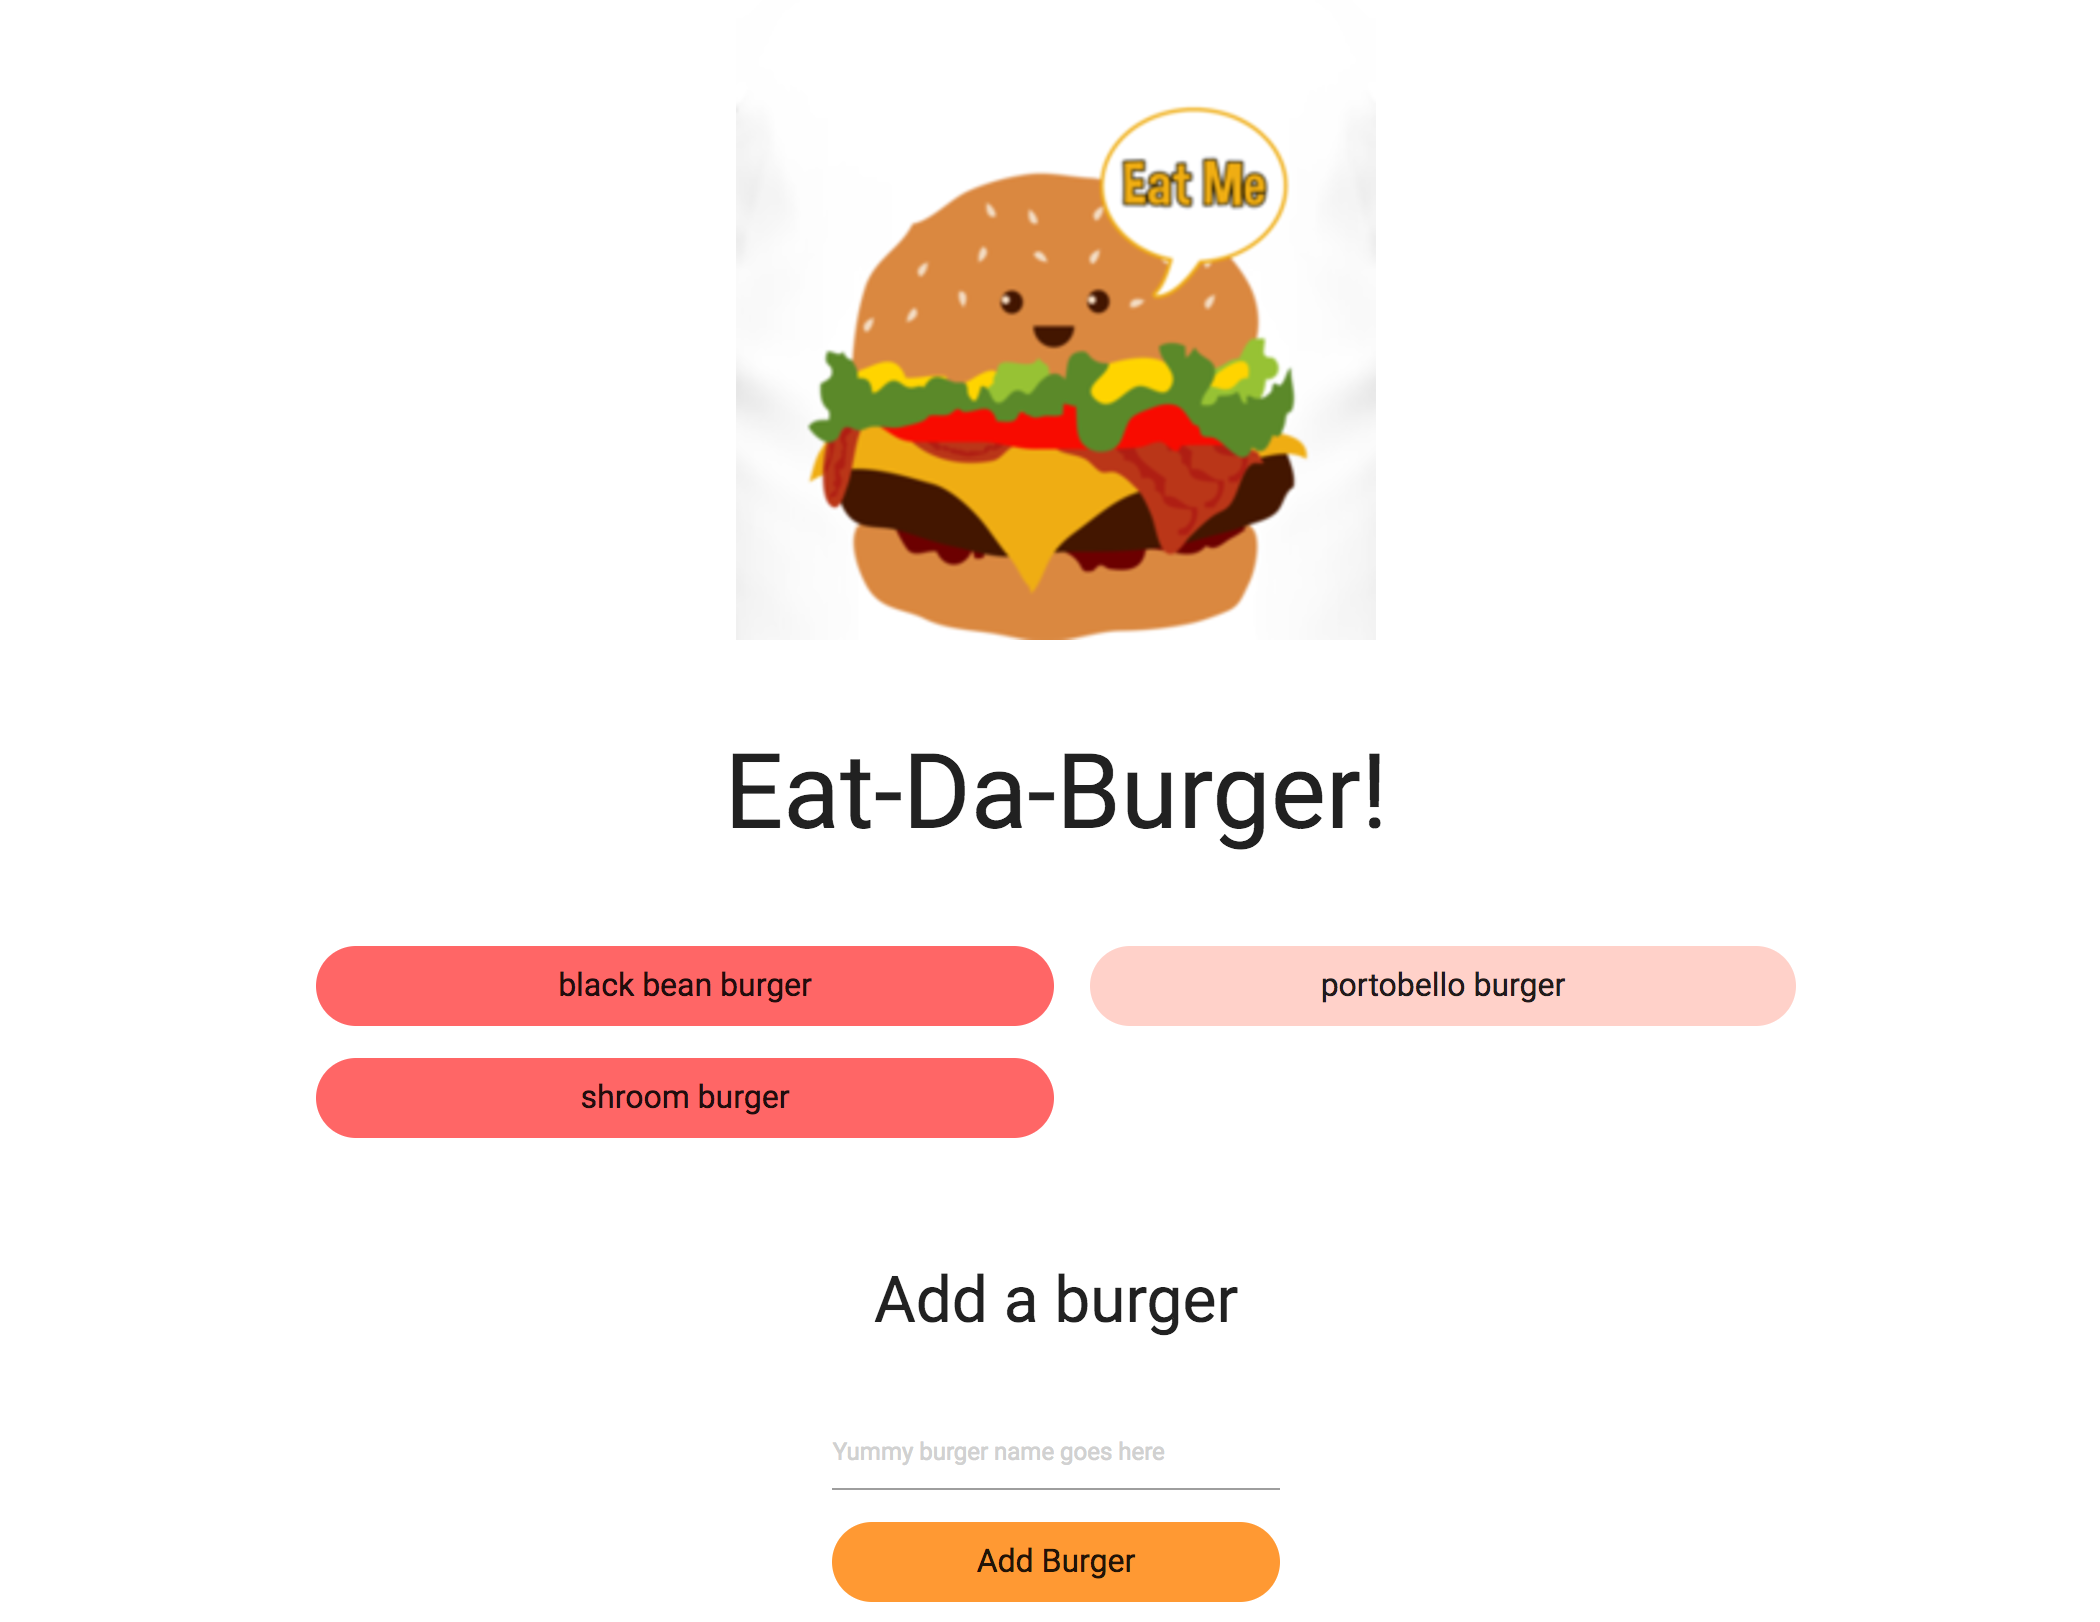 Eat Me
Eat-Da-Burger!
black bean burger
portobello burger
shroom burger
Add a burger
Yummy burger name goes here
Add Burger